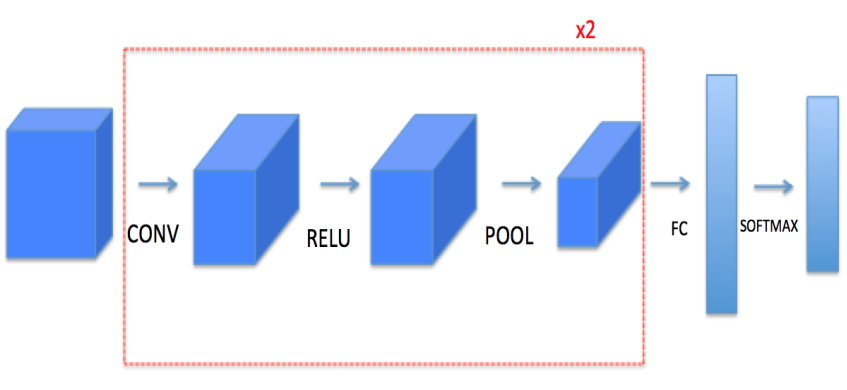 x2
CONV
RELU
POOL
FC
SOFTMAX